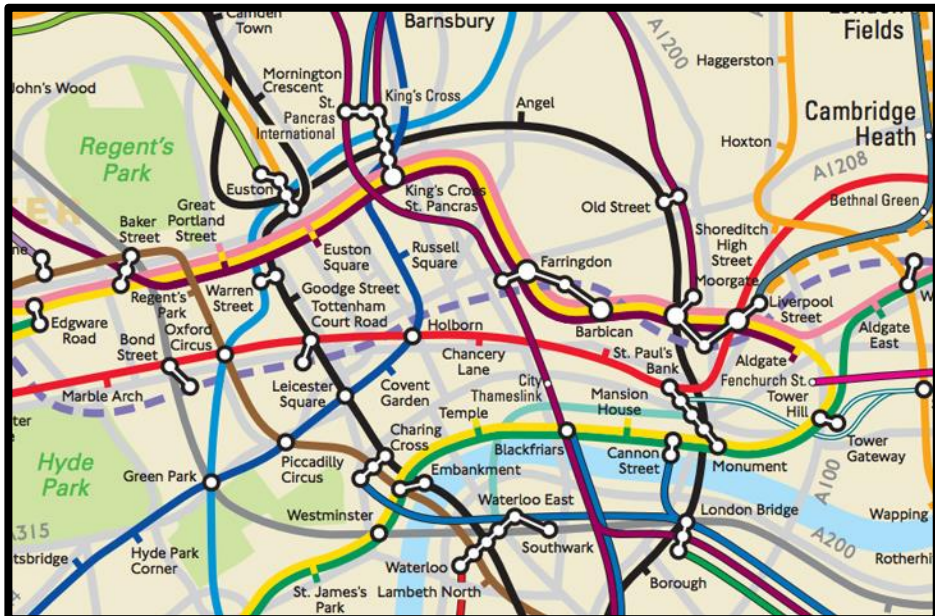 Camden
Town
Barnsbury
London
Fields
A1200
Haggerston
John's Wood
Mornington
Crescent
St.
Pancras
International
King's Cross
Angel
Cambridge
Heath
Regent's
Park
Hoxton
A1208
Euston
King's Cross
St. Pancras
Old Street
Bethnal Green
Baker
Street
Great
Portland
Street
Euston
Square
Russell
Square
Farringdon
Shoreditch
High
Street
Moorgate
Liverpool
Street
Edgware
Road
Regent's
Park
Warren
Street
Goodge Street
Tottenham
Court Road
Holborn
Barbican
Aldgate
East
Bond
Street
Oxford
Circus
Chancery
Lane
St. Paul's
Bank
Aldgate
Marble Arch
Leicester
Square
Covent
Garden
City
Thameslink
Mansion
House
Fenchurch St.
Tower
Hill
Temple
Hyde
Park
Green Park
Piccadilly
Circus
Charing
Cross
Blackfriars
Cannon
Street
Monument
Tower
Gateway
Embankment
A100
A315
Westminster
Waterloo East
London Bridge
Wapping
A200
tsbridge
Hyde Park
Corner
Southwark
Waterloo
St. James's
Park
Lambeth North
Borough
Rotherhi